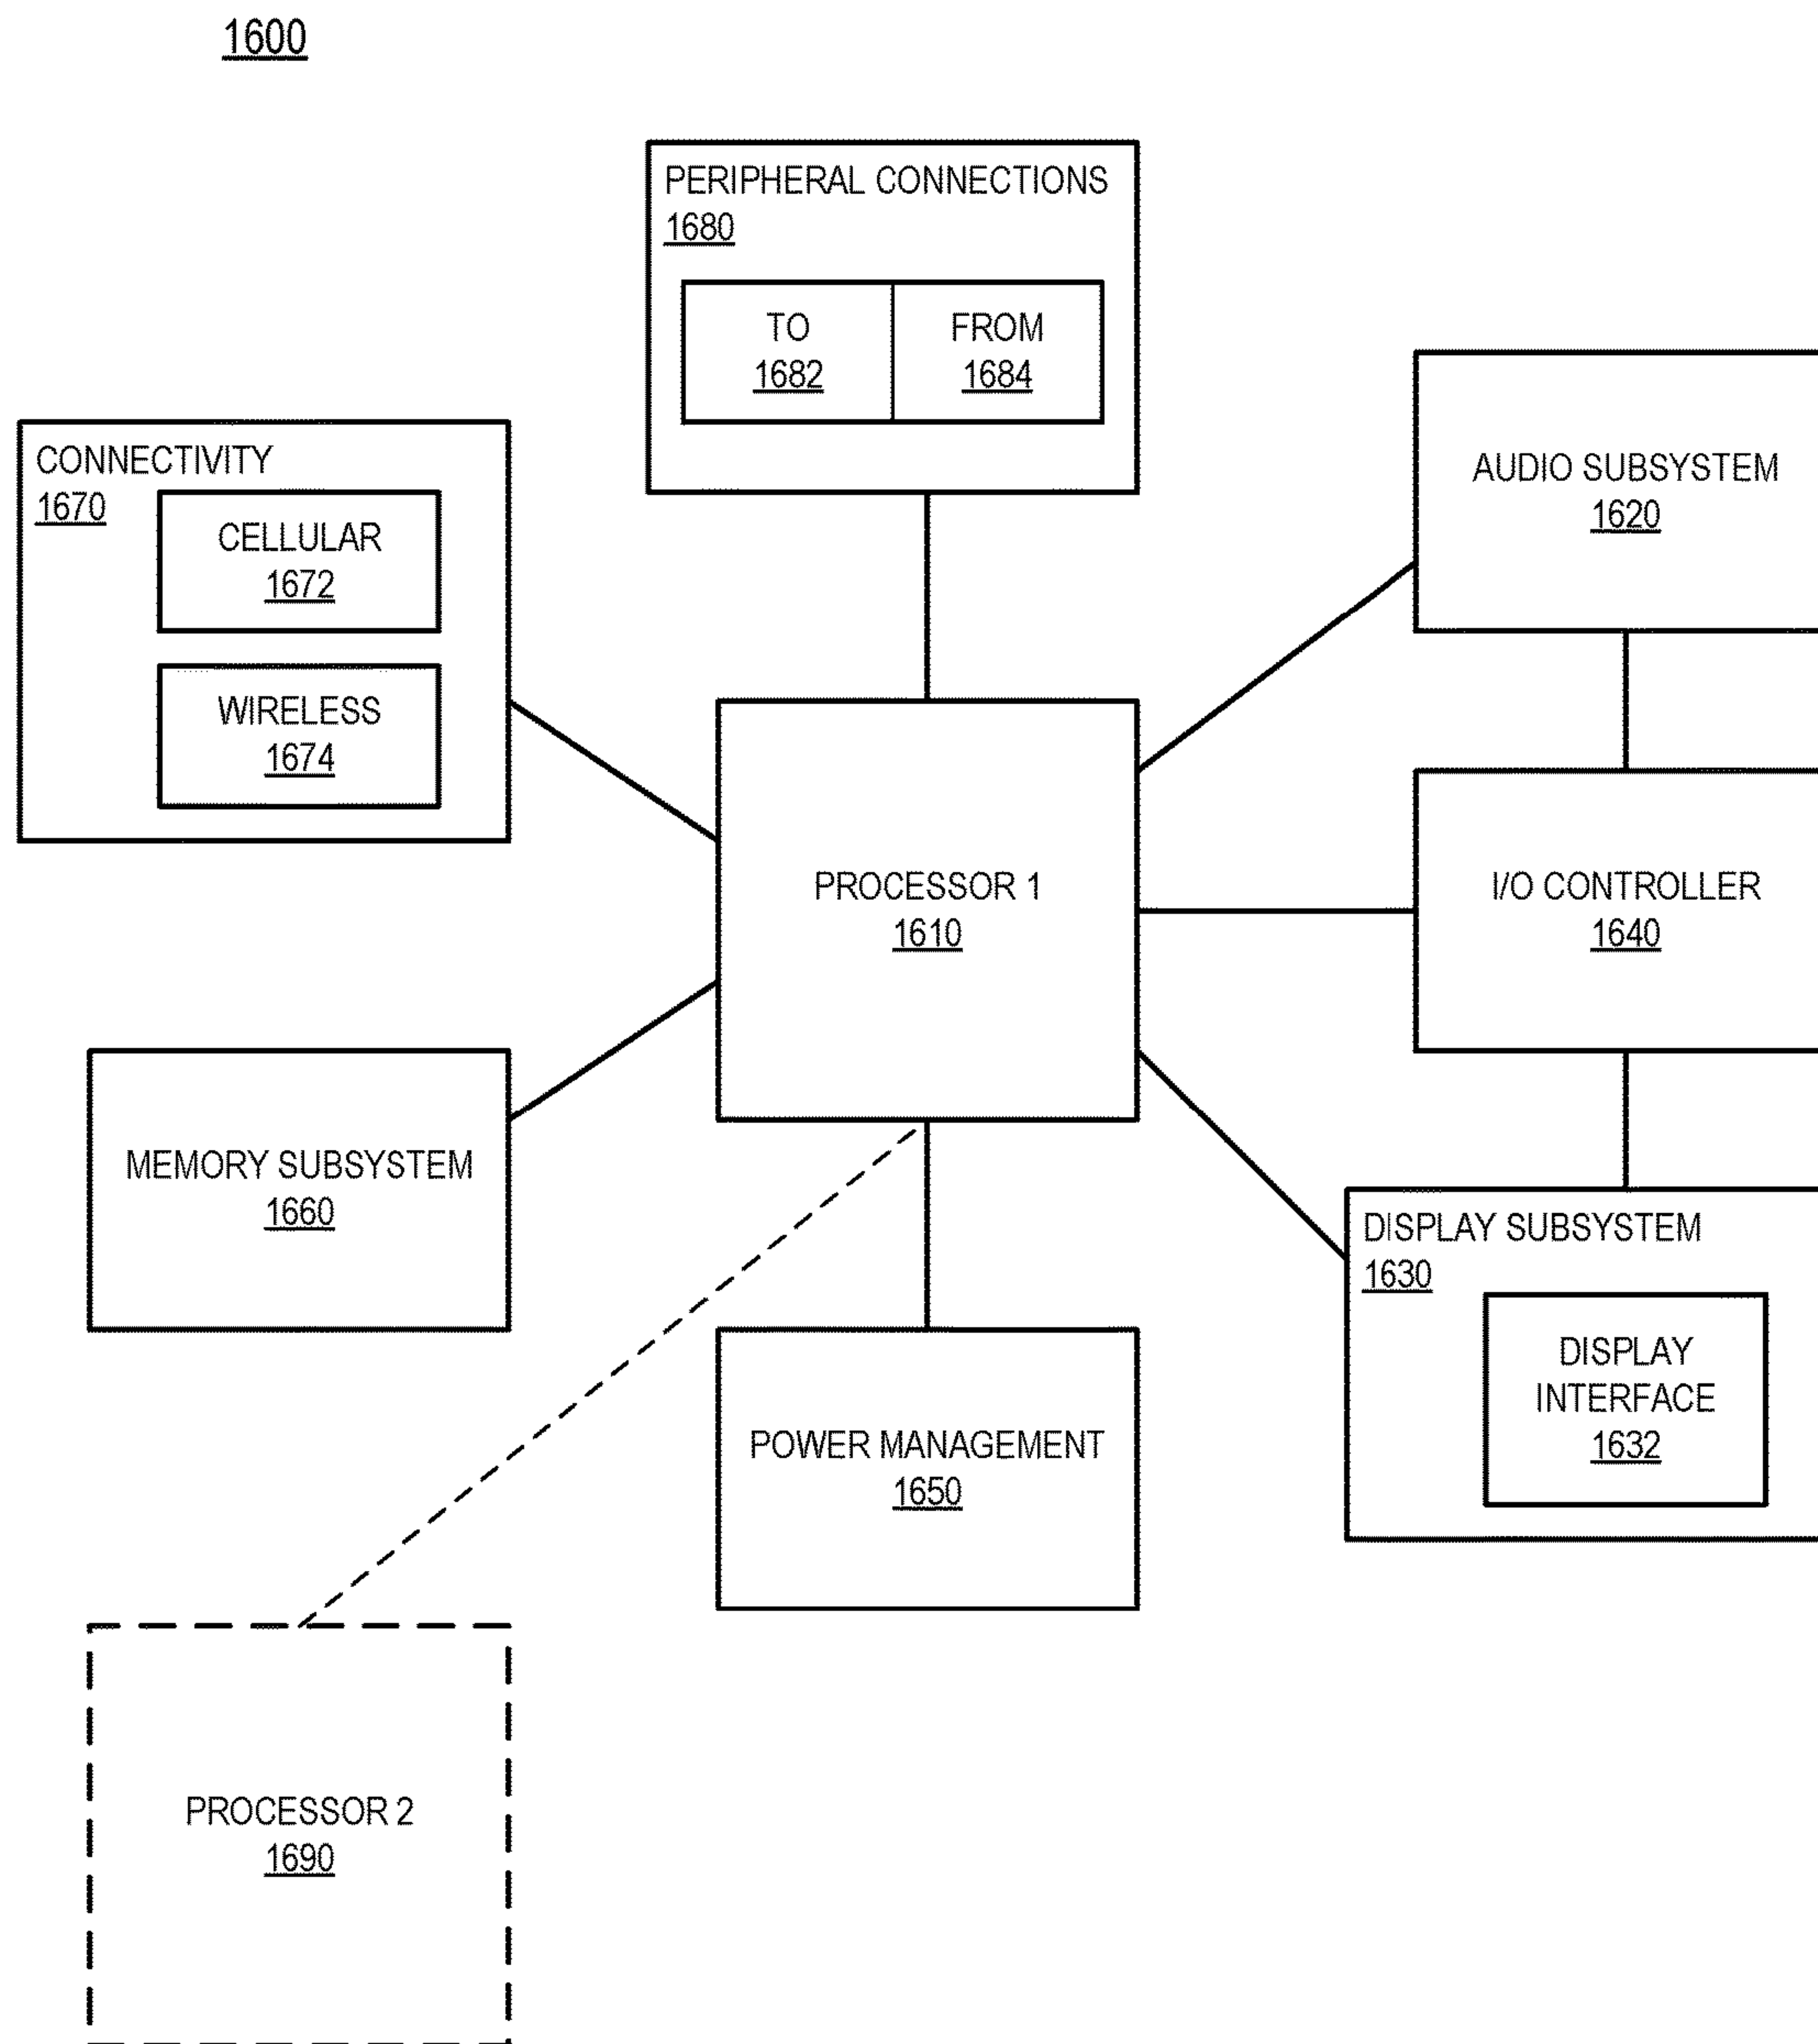 1600
PERIPHERAL CONNECTIONS
1680
TO
1682
FROM
1684
CONNECTIVITY
1670
CELLULAR
1672
WIRELESS
1674
AUDIO SUBSYSTEM
1620
PROCESSOR 1
1610
I/O CONTROLLER
1640
MEMORY SUBSYSTEM
1660
DISPLAY SUBSYSTEM
1630
DISPLAY
INTERFACE
1632
POWER MANAGEMENT
1650
PROCESSOR 2
1690